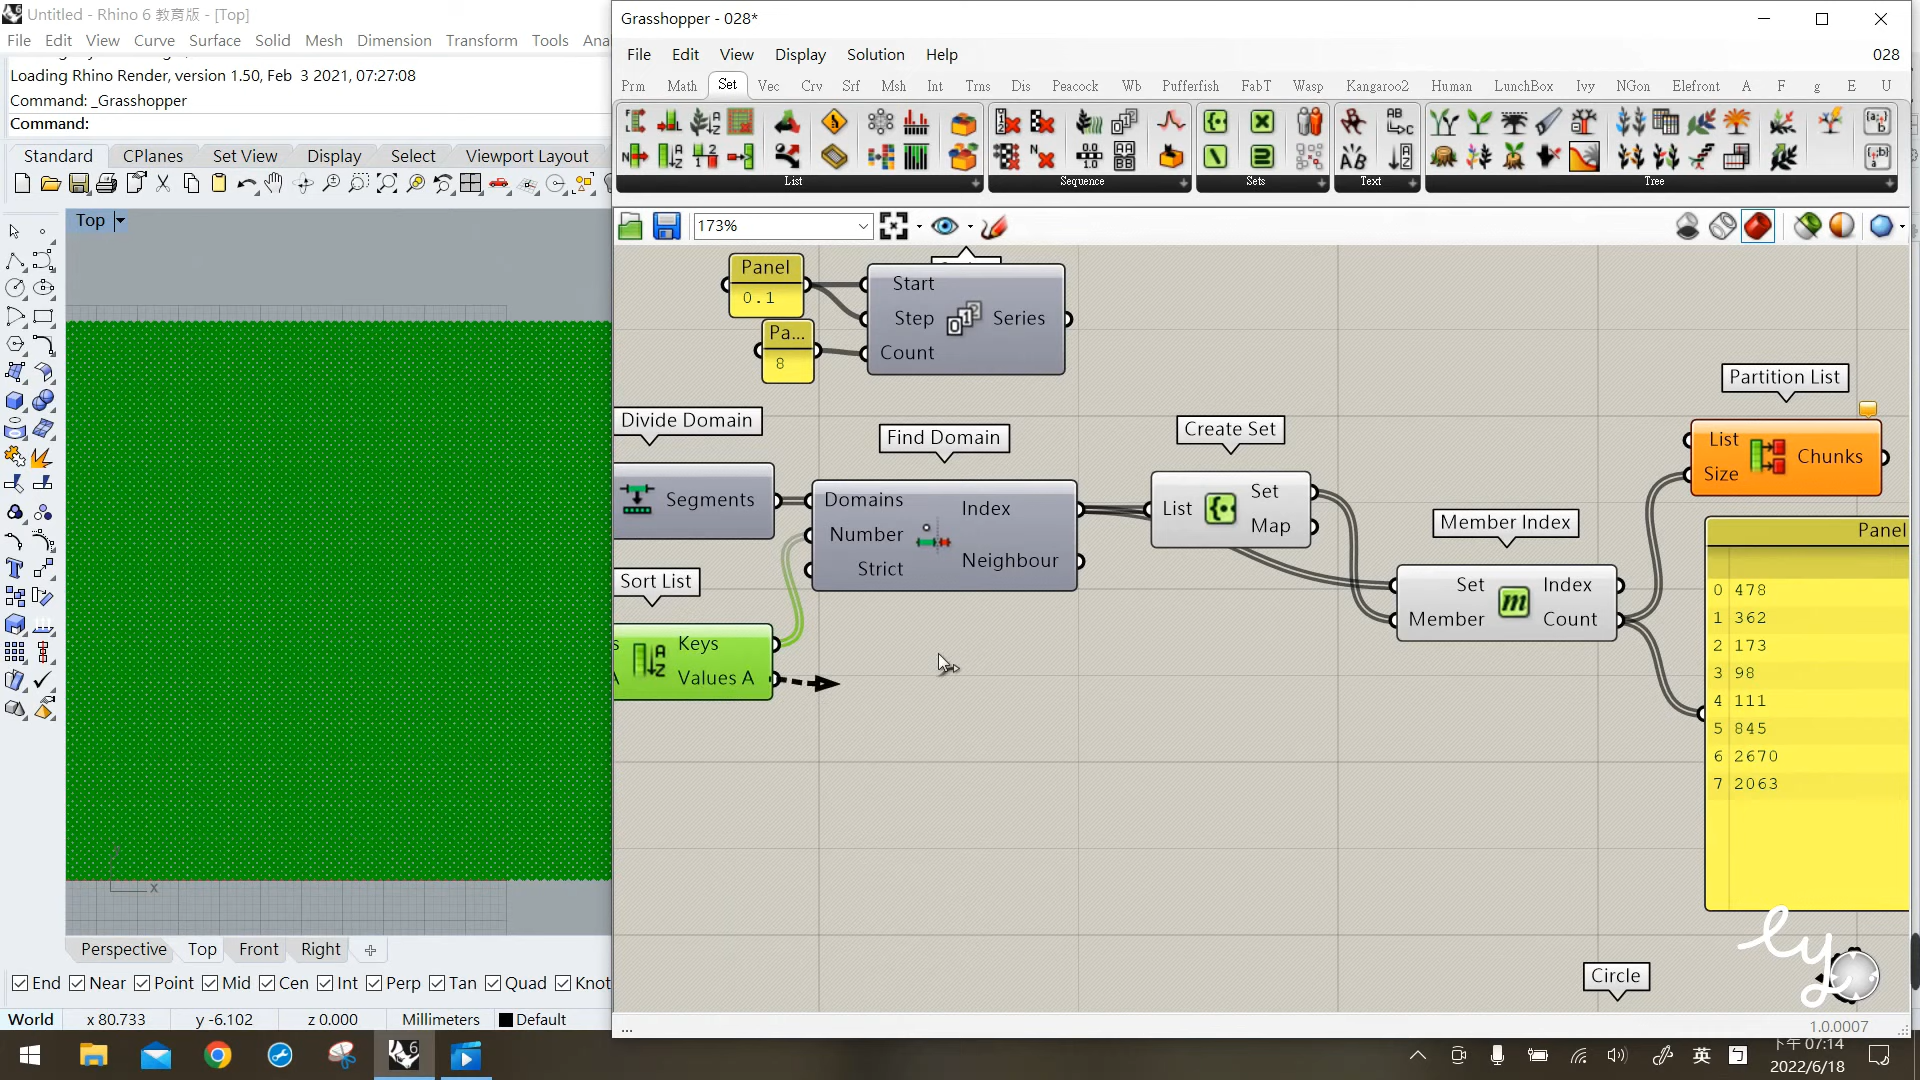 Untitled - Rhino 6 教育版 - [Top]
File Edit View Curve Surface Solid Mesh Dimension Transform Tools Ana
Loading Rhino Render, version 1.50, Feb 3 2021, 07:27:08
Command: _Grasshopper
Command:
Standard CPlanes Set View Display Select Viewport Layout
Top
x
Perspective Top Front Right
End Near Point Mid Cen Int Perp Tan Quad Knot
World x 80.733 y -6.102 z 0.000 Millimeters Default
Grasshopper - 028*
File Edit View Display Solution Help 028
Prm Math Set Vec Crv Srf Msh Int Trns Dis Peacock Wb Pufferfish FabT Wasp Kangaroo2 Human LunchBox Ivy NGon Elefront A F g E U
List Sequence Sets Text Tree
173%
Panel
0.1
Pa...
8
Start
Step
Count
Series
Divide Domain
Segments
Find Domain
Domains
Number
Strict
Index
Neighbour
Sort List
Keys
Values A
Create Set
List
Set
Map
Member Index
Set
Member
Index
Count
Partition List
List
Size
Chunks
Panel
0 478
1 362
2 173
3 98
4 111
5 845
6 2670
7 2063
Circle
ly
...
1.0.0007
英
下午 07:14
2022/6/18